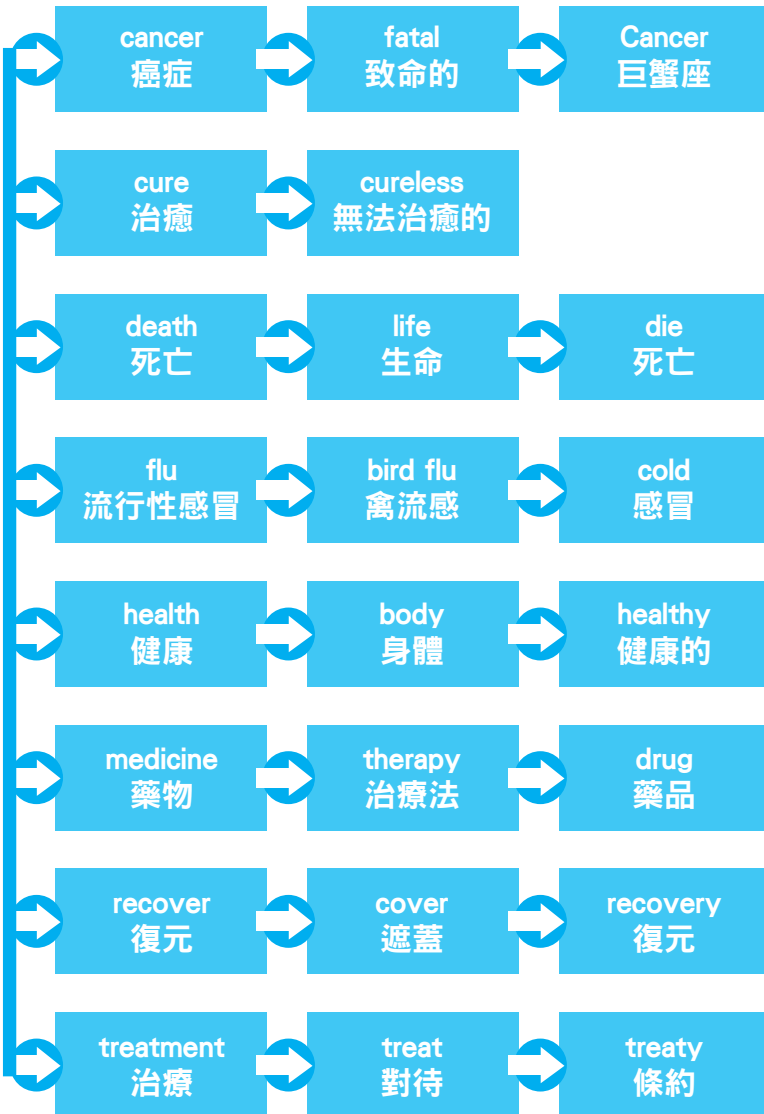 cancer
癌症
fatal
致命的
Cancer
巨蟹座
cure
治癒
cureless
無法治癒的
death
死亡
life
生命
die
死亡
flu
流行性感冒
bird flu
禽流感
cold
感冒
health
健康
body
身體
healthy
健康的
medicine
藥物
therapy
治療法
drug
藥品
recover
復元
cover
遮蓋
recovery
復元
treatment
治療
treat
對待
treaty
條約